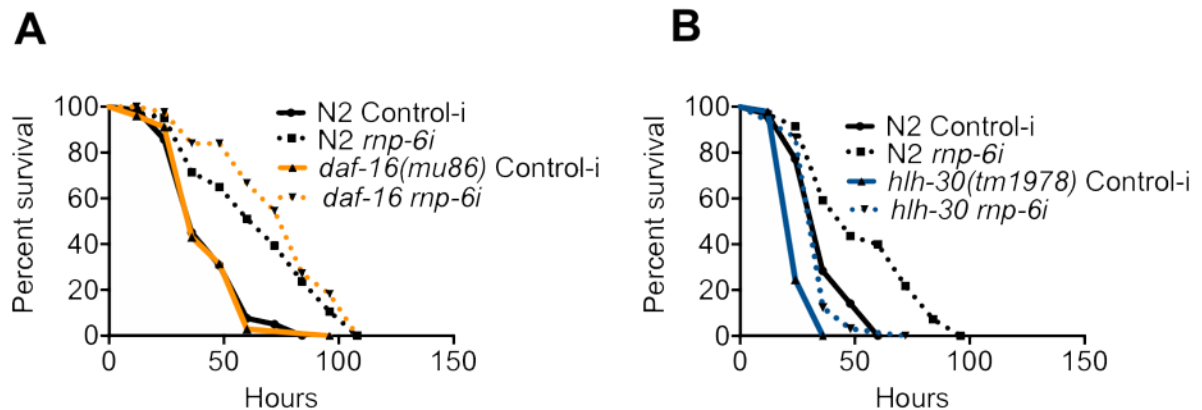 A
Percent survival
100
80
60
40
20
0
0
50
100
150
Hours
N2 Control-i
N2 rnp-6i
daf-16(mu86) Control-i
daf-16 rnp-6i
B
Percent survival
100
80
60
40
20
0
0
50
100
150
Hours
N2 Control-i
N2 rnp-6i
hlh-30(tm1978) Control-i
hlh-30 rnp-6i